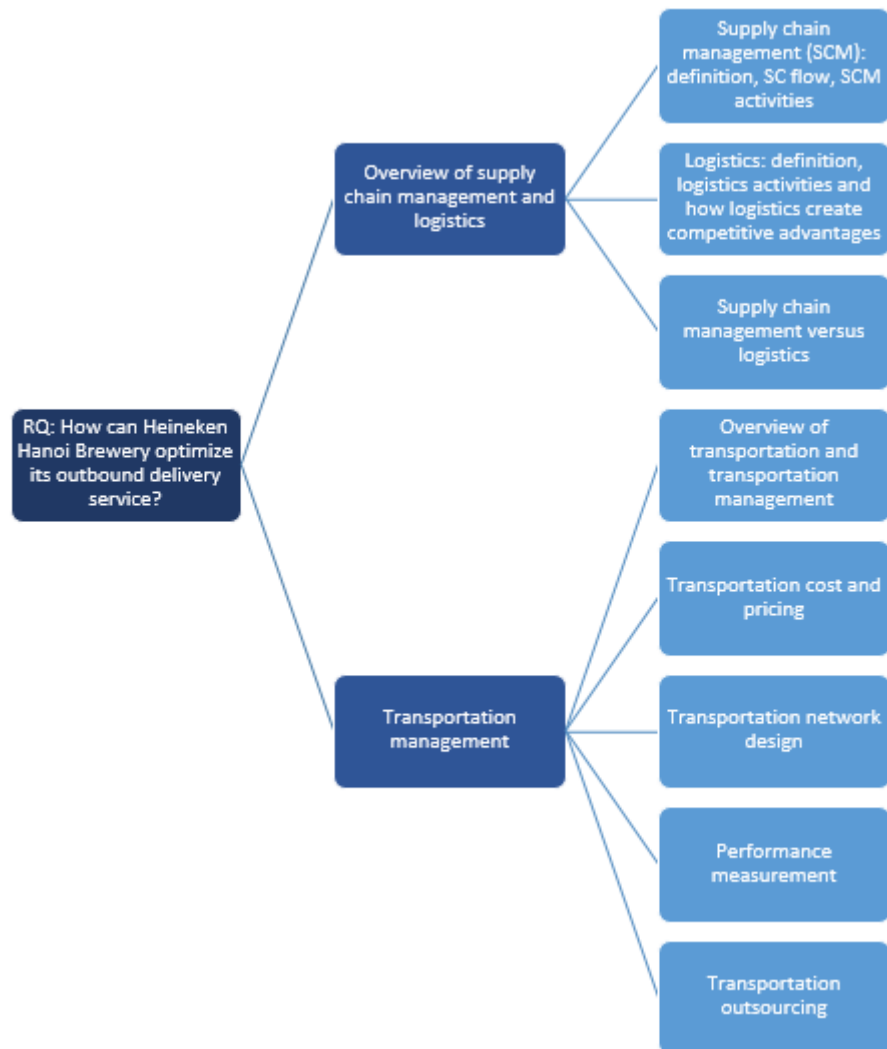 Supply chain
management (SCM):
definition, SC flow, SCM
activities
Overview of supply
chain management and
logistics
Logistics: definition,
logistics activities and
how logistics create
competitive advantages
Supply chain
management versus
logistics
RQ: How can Heineken
Hanoi Brewery optimize
its outbound delivery
service?
Overview of
transportation and
transportation
management
Transportation cost and
pricing
Transportation
management
Transportation network
design
Performance
measurement
Transportation
outsourcing